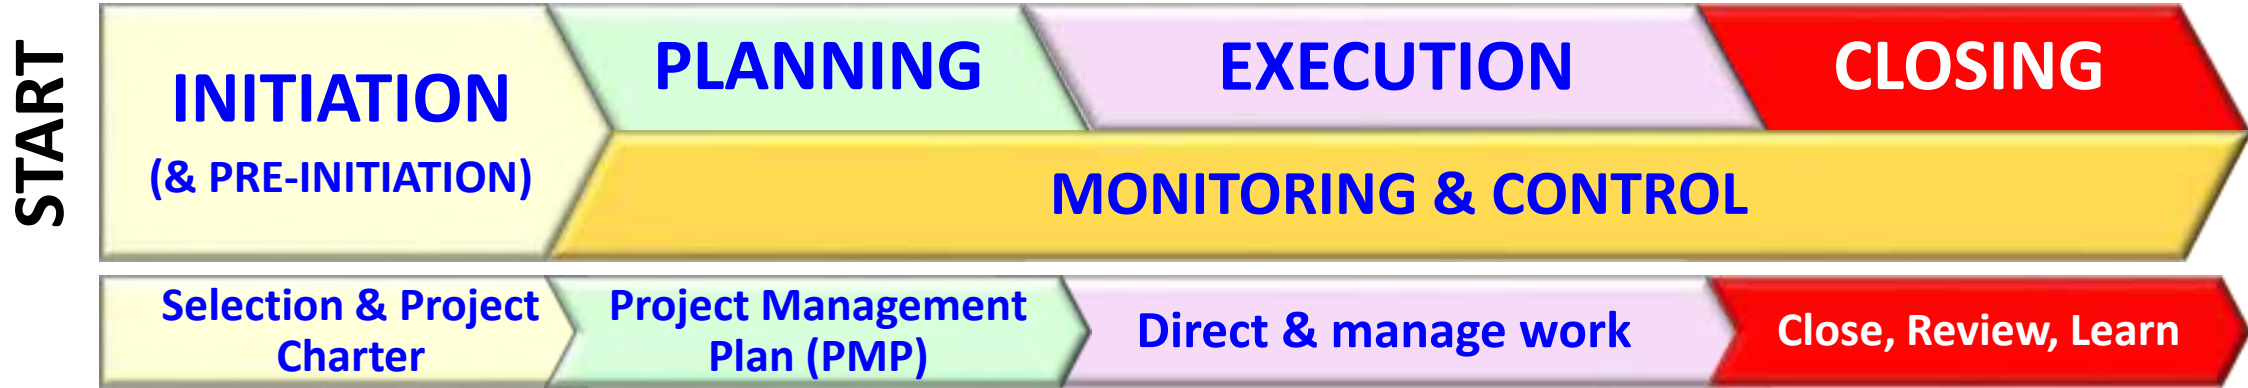 START
INITIATION
(& PRE-INITIATION)
PLANNING
EXECUTION
CLOSING
MONITORING & CONTROL
Selection & Project
Charter
Project Management
Plan (PMP)
Direct & manage work
Close, Review, Learn